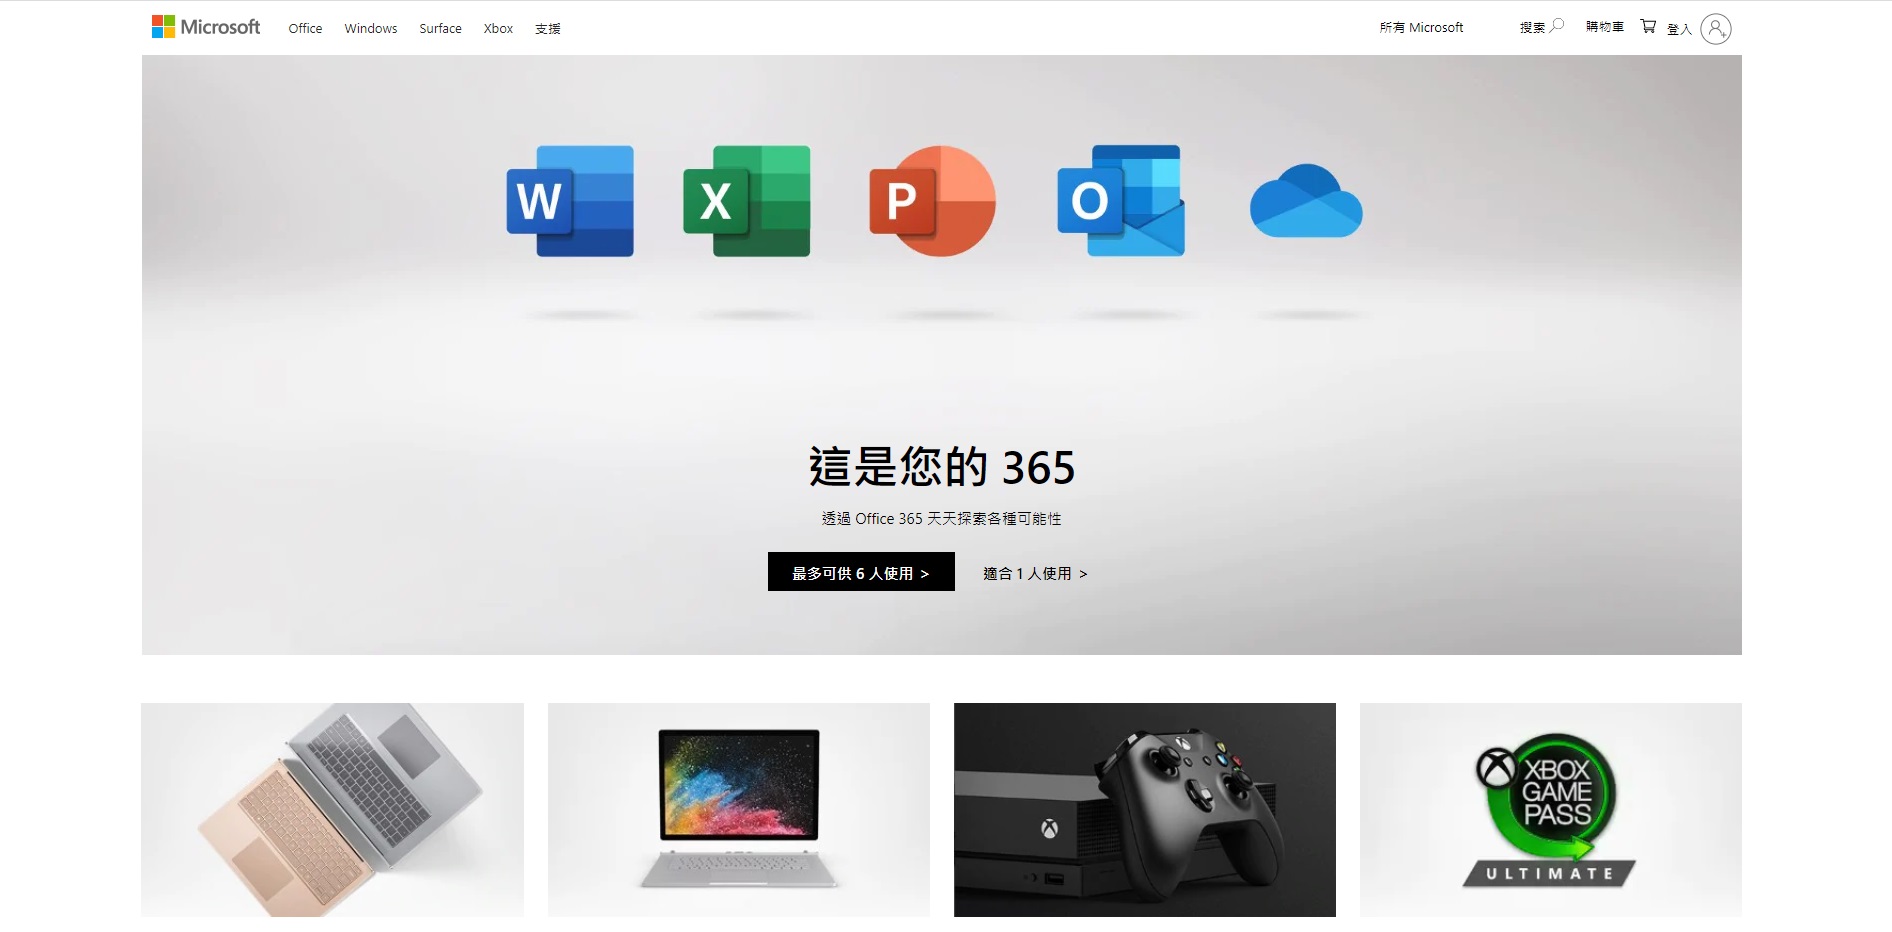 Microsoft
Office Windows Surface Xbox 支援
所有 Microsoft 搜索 購物車 登入
W X P O
這是您的 365
透過 Office 365 天天探索各種可能性
最多可供 6 人使用 > 適合 1 人使用 >
XBOX
GAME
PASS
ULTIMATE